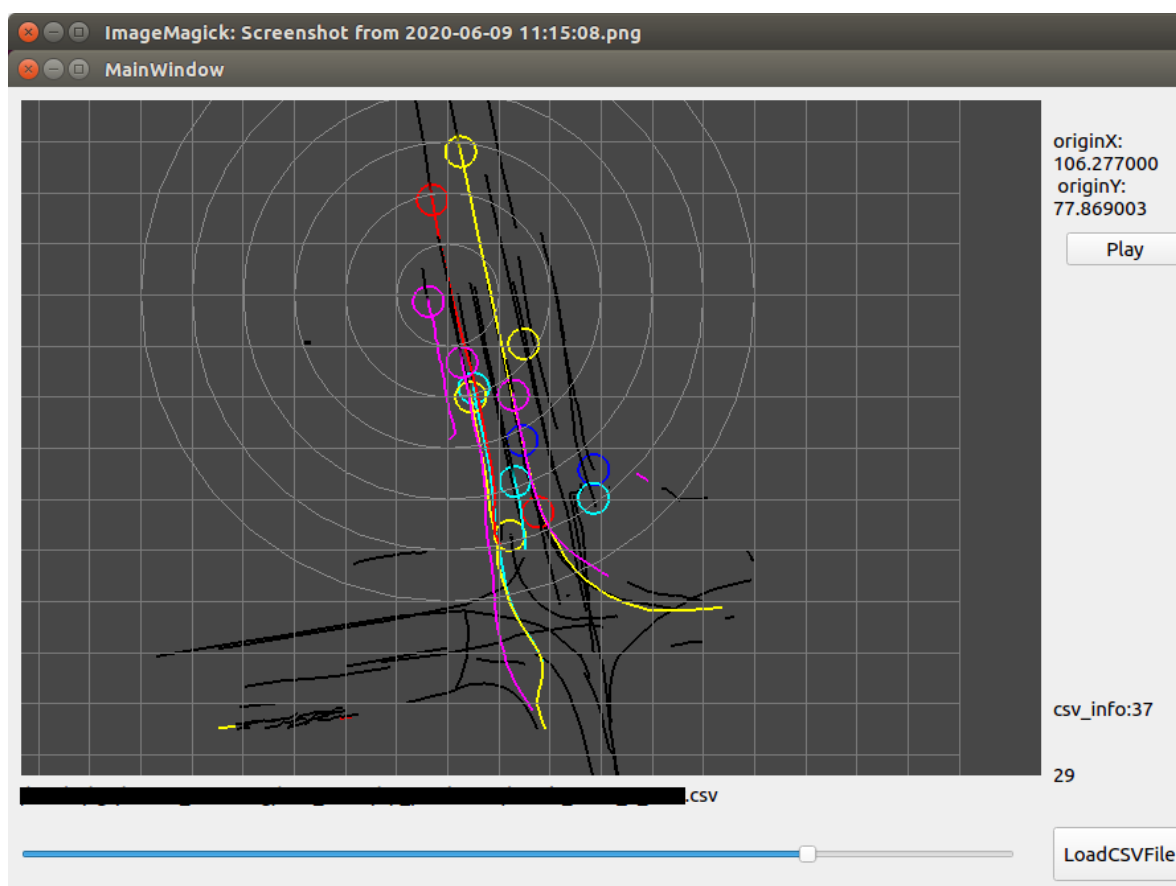 ImageMagick: Screenshot from 2020-06-09 11:15:08.png
MainWindow
originX:
106.277000
originY:
77.869003
Play
csv_info:37
29
.csv
LoadCSVFile